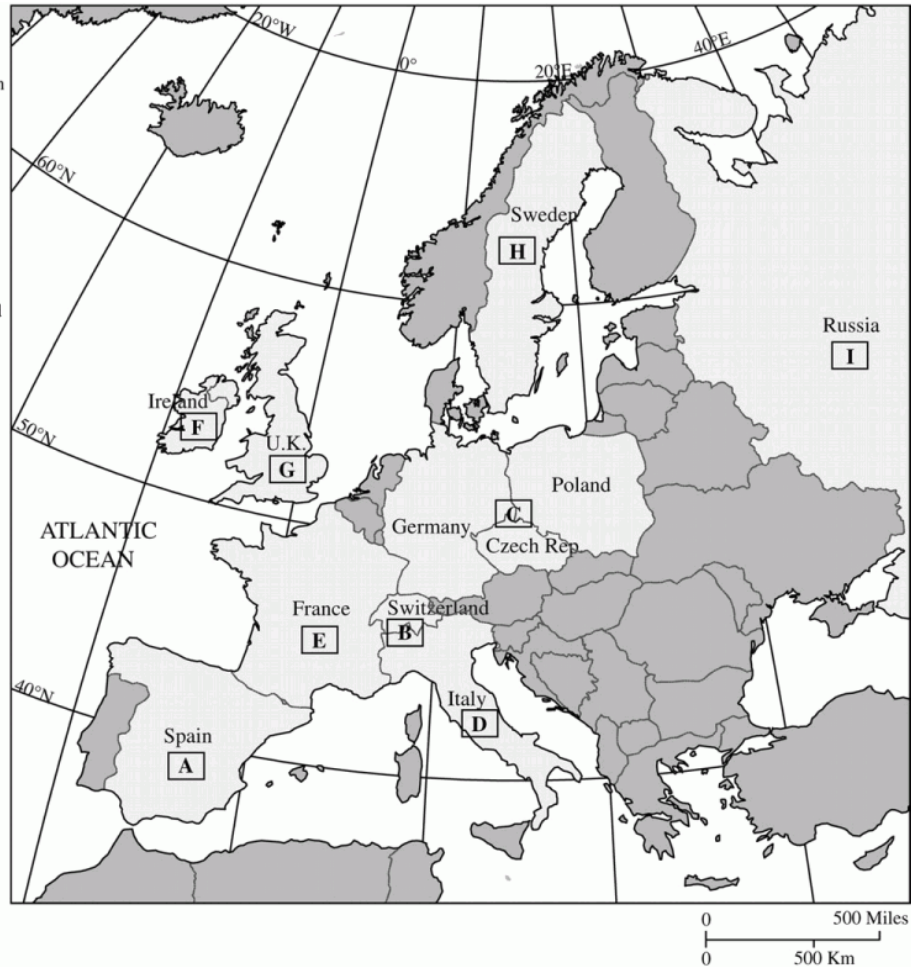 20°W
0°
20°E
40°E
60°N
Sweden
H
Russia
I
Ireland
F
U.K.
G
50°N
ATLANTIC
OCEAN
Poland
C
Germany
Czech Rep.
France
E
Switzerland
B
40°N
Italy
D
Spain
A
0 500 Miles
0 500 Km